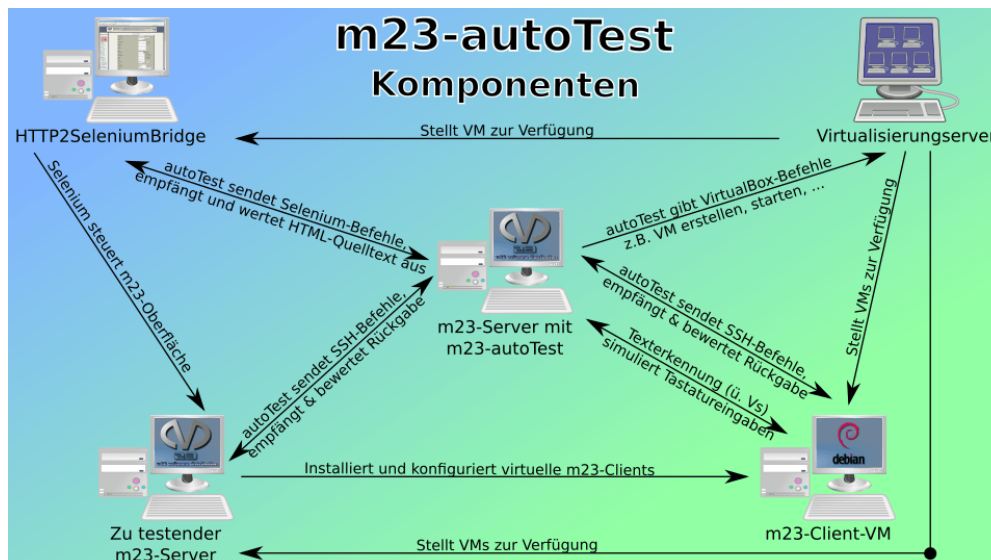 m23-autoTest
Komponenten
HTTP2SeleniumBridge
Stellt VM zur Verfügung
Virtualisierungserver
autoTest sendet Selenium-Befehle,
empfängt und wertet HTML-Quelltext aus
autoTest gibt VirtualBox-Befehle
z.B. VM erstellen, starten, ...
Selenium steuert m23-Oberfläche
Stellt VMs zur Verfügung
m23-Server mit
m23-autoTest
autoTest sendet SSH-Befehle,
empfängt & bewertet Rückgabe
autoTest sendet SSH-Befehle,
empfängt & bewertet Rückgabe
Texterkennung (ü. Vs)
simuliert Tastatureingaben
debian
Installiert und konfiguriert virtuelle m23-Clients
Zu testender
m23-Server
m23-Client-VM
Stellt VMs zur Verfügung